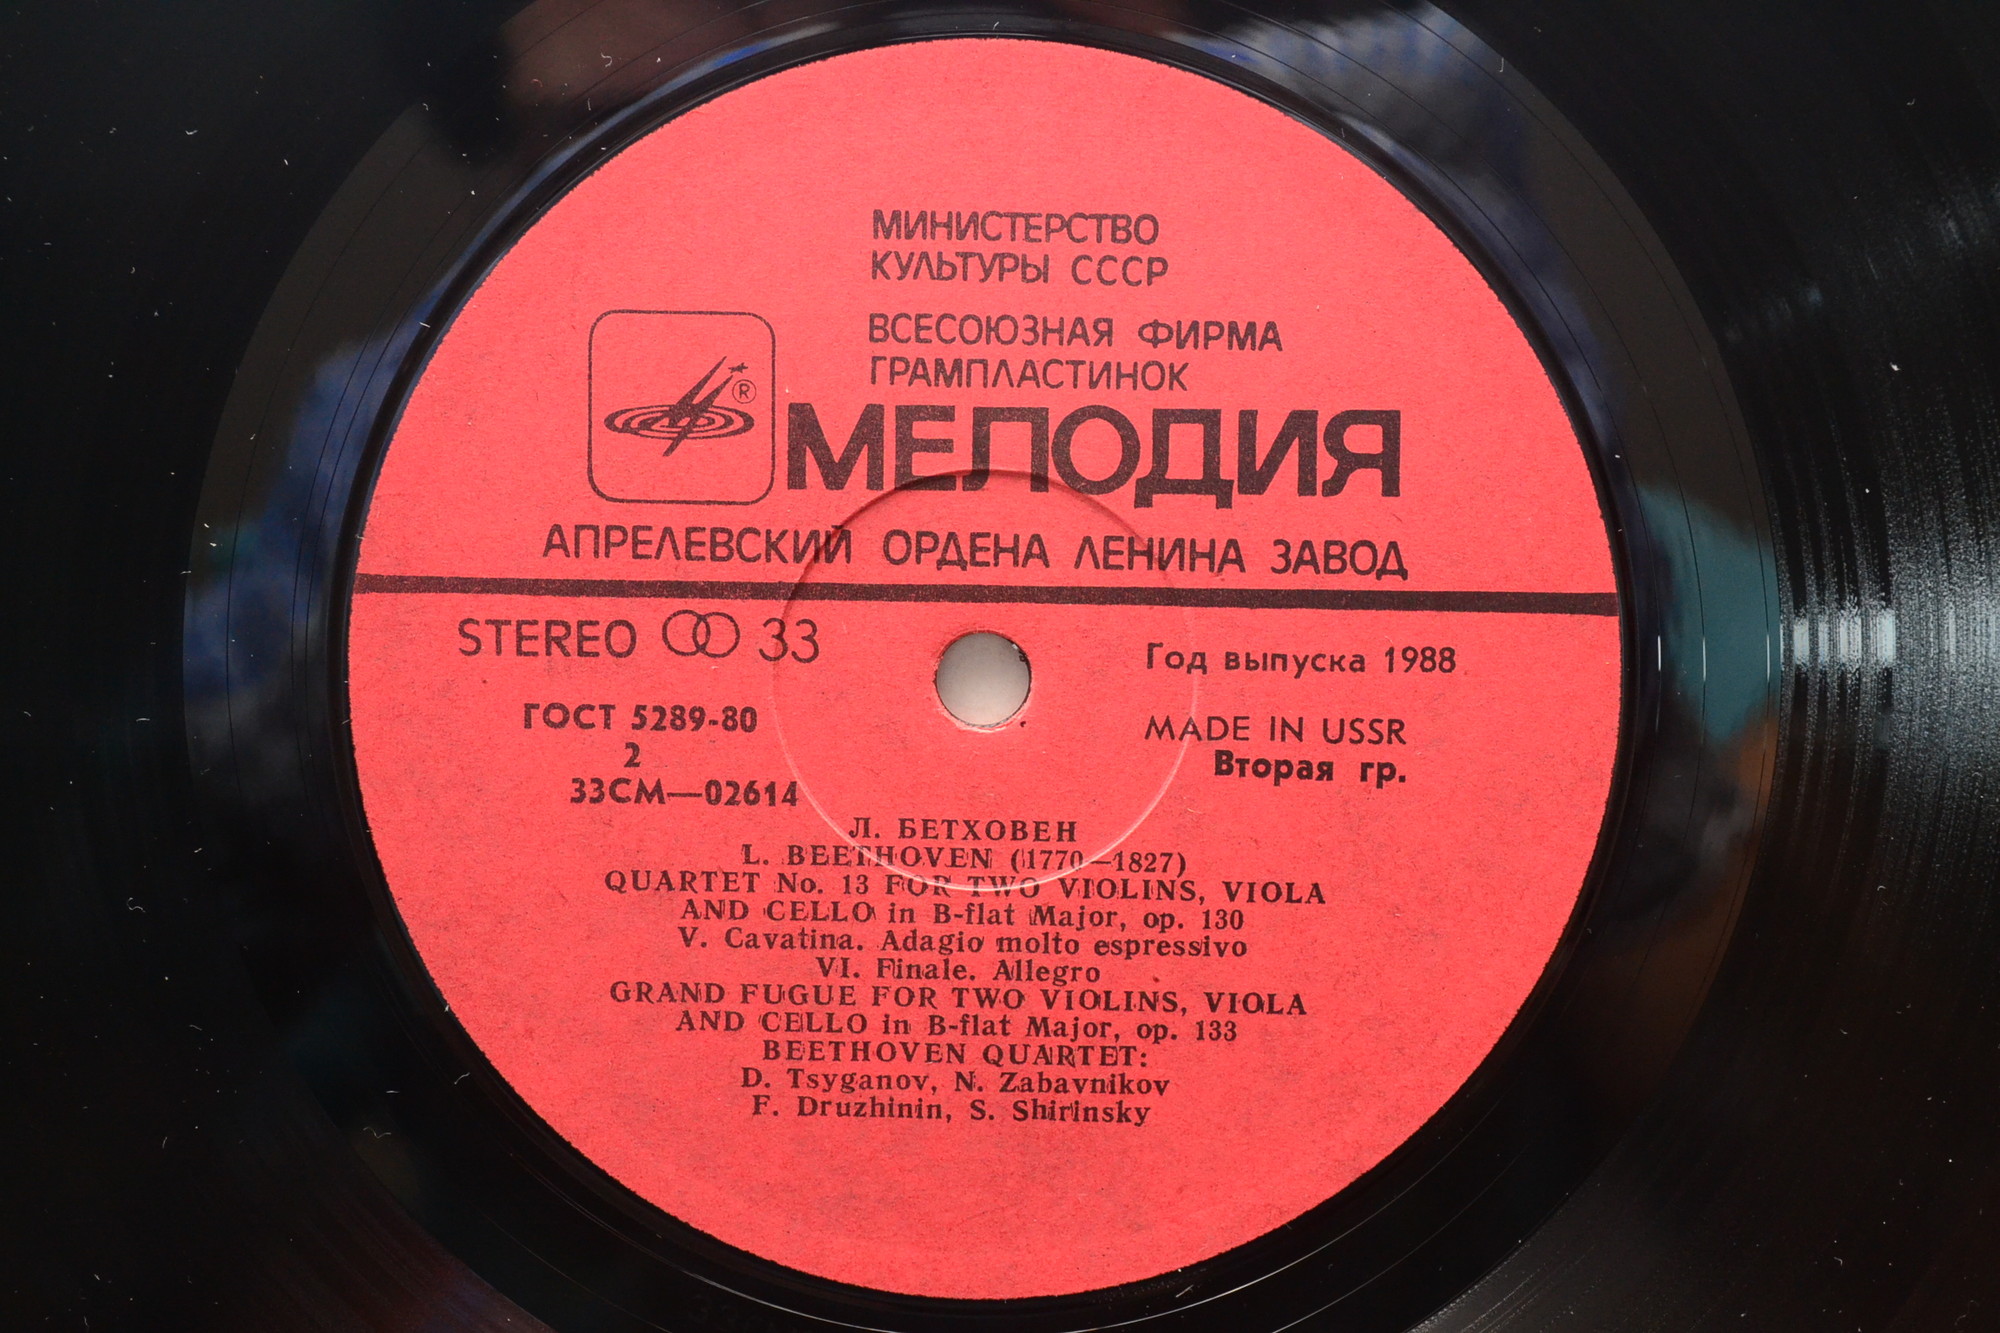 МИНИСТЕРСТВО
КУЛЬТУРЫ СССР
ВСЕСОЮЗНАЯ ФИРМА
ГРАМПЛАСТИНОК
®
МЕЛОДИЯ
АПРЕЛЕВСКИЙ ОРДЕНА ЛЕНИНА ЗАВОД
STEREO 33
Год выпуска 1988
ГОСТ 5289-80
MADE IN USSR
2
Вторая гр.
33СМ—02614
Л. БЕТХОВЕН
L. BEETHOVEN (1770—1827)
QUARTET No. 13 FOR TWO VIOLINS, VIOLA
AND CELLO in B-flat Major, op. 130
V. Cavatina. Adagio molto espressivo
VI. Finale. Allegro
GRAND FUGUE FOR TWO VIOLINS, VIOLA
AND CELLO in B-flat Major, op. 133
BEETHOVEN QUARTET:
D. Tsyganov, N. Zabavnikov
F. Druzhinin, S. Shirinsky